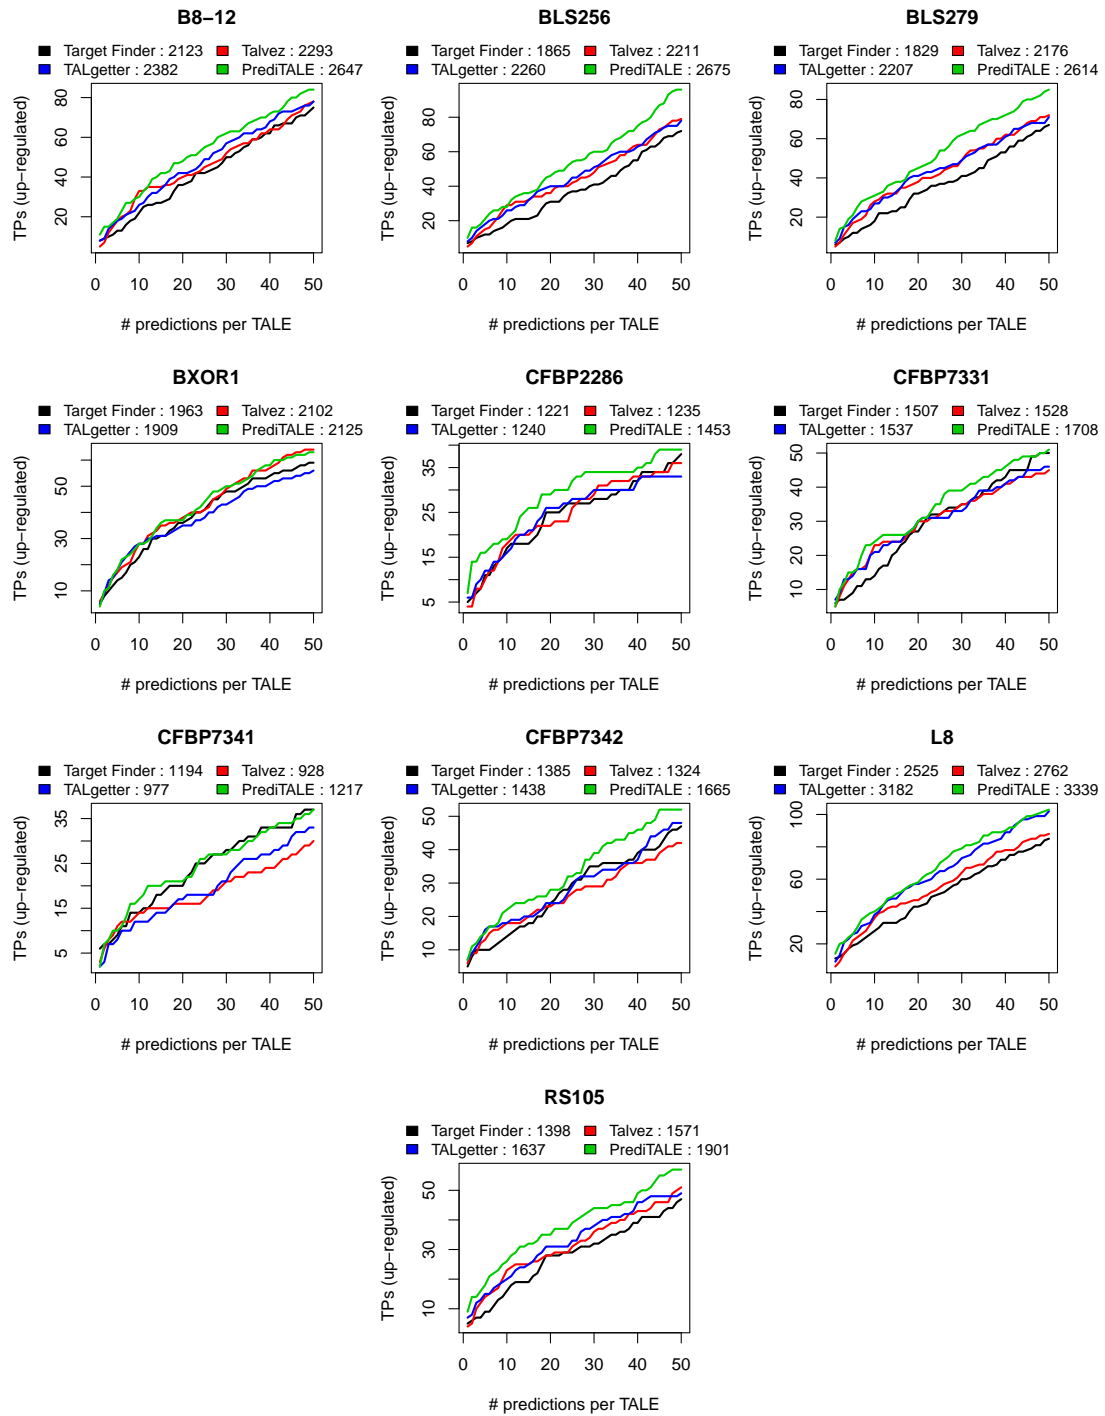 B8−12
Target Finder : 2123 Talvez : 2293
TALgetter : 2382 PrediTALE : 2647
TPs (up−regulated)
20 40 60 80
0 10 20 30 40 50
# predictions per TALE
BLS256
Target Finder : 1865 Talvez : 2211
TALgetter : 2260 PrediTALE : 2675
TPs (up−regulated)
20 40 60 80
0 10 20 30 40 50
# predictions per TALE
BLS279
Target Finder : 1829 Talvez : 2176
TALgetter : 2207 PrediTALE : 2614
TPs (up−regulated)
20 40 60 80
0 10 20 30 40 50
# predictions per TALE
BXOR1
Target Finder : 1963 Talvez : 2102
TALgetter : 1909 PrediTALE : 2125
TPs (up−regulated)
10 30 50
0 10 20 30 40 50
# predictions per TALE
CFBP2286
Target Finder : 1221 Talvez : 1235
TALgetter : 1240 PrediTALE : 1453
TPs (up−regulated)
5 15 25 35
0 10 20 30 40 50
# predictions per TALE
CFBP7331
Target Finder : 1507 Talvez : 1528
TALgetter : 1537 PrediTALE : 1708
TPs (up−regulated)
10 20 30 40 50
0 10 20 30 40 50
# predictions per TALE
CFBP7341
Target Finder : 1194 Talvez : 928
TALgetter : 977 PrediTALE : 1217
TPs (up−regulated)
5 15 25 35
0 10 20 30 40 50
# predictions per TALE
CFBP7342
Target Finder : 1385 Talvez : 1324
TALgetter : 1438 PrediTALE : 1665
TPs (up−regulated)
10 20 30 40 50
0 10 20 30 40 50
# predictions per TALE
L8
Target Finder : 2525 Talvez : 2762
TALgetter : 3182 PrediTALE : 3339
TPs (up−regulated)
20 60 100
0 10 20 30 40 50
# predictions per TALE
RS105
Target Finder : 1398 Talvez : 1571
TALgetter : 1637 PrediTALE : 1901
TPs (up−regulated)
10 30 50
0 10 20 30 40 50
# predictions per TALE